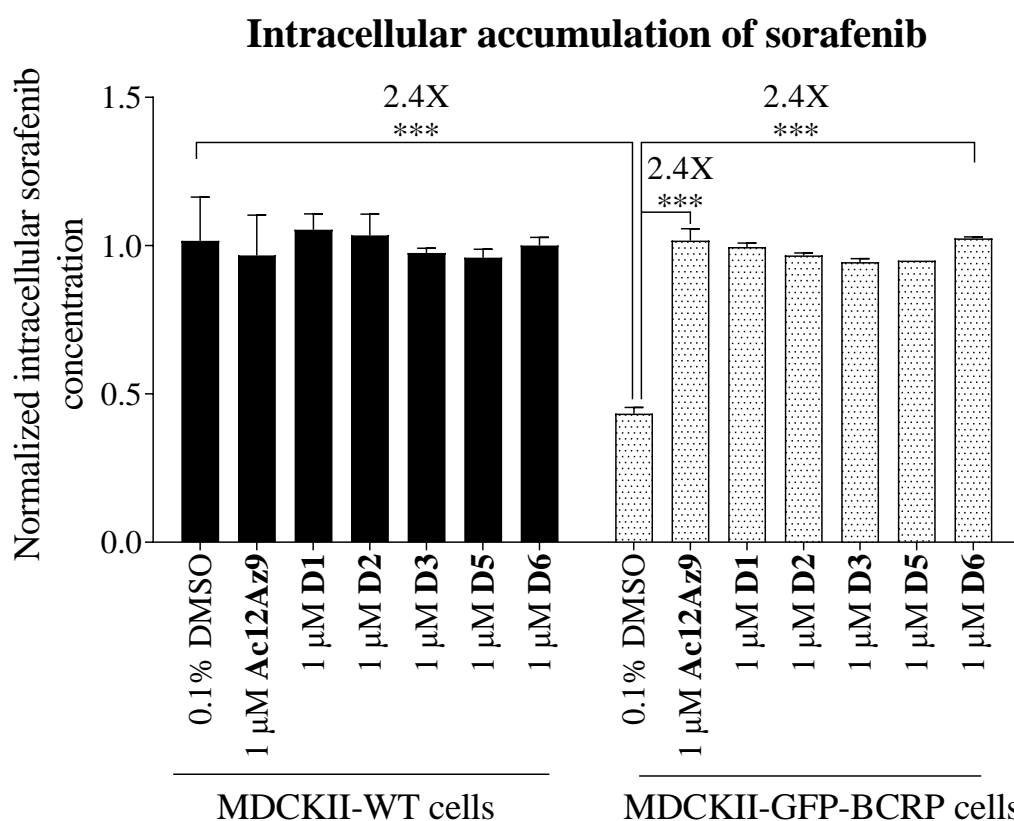 Intracellular accumulation of sorafenib
Normalized intracellular sorafenib
concentration
1.5
1.0
0.5
0.0
2.4X
***
2.4X
***
2.4X
***
0.1% DMSO
1 μM Ac12Az9
1 μM D1
1 μM D2
1 μM D3
1 μM D5
1 μM D6
0.1% DMSO
1 μM Ac12Az9
1 μM D1
1 μM D2
1 μM D3
1 μM D5
1 μM D6
MDCKII-WT cells
MDCKII-GFP-BCRP cells